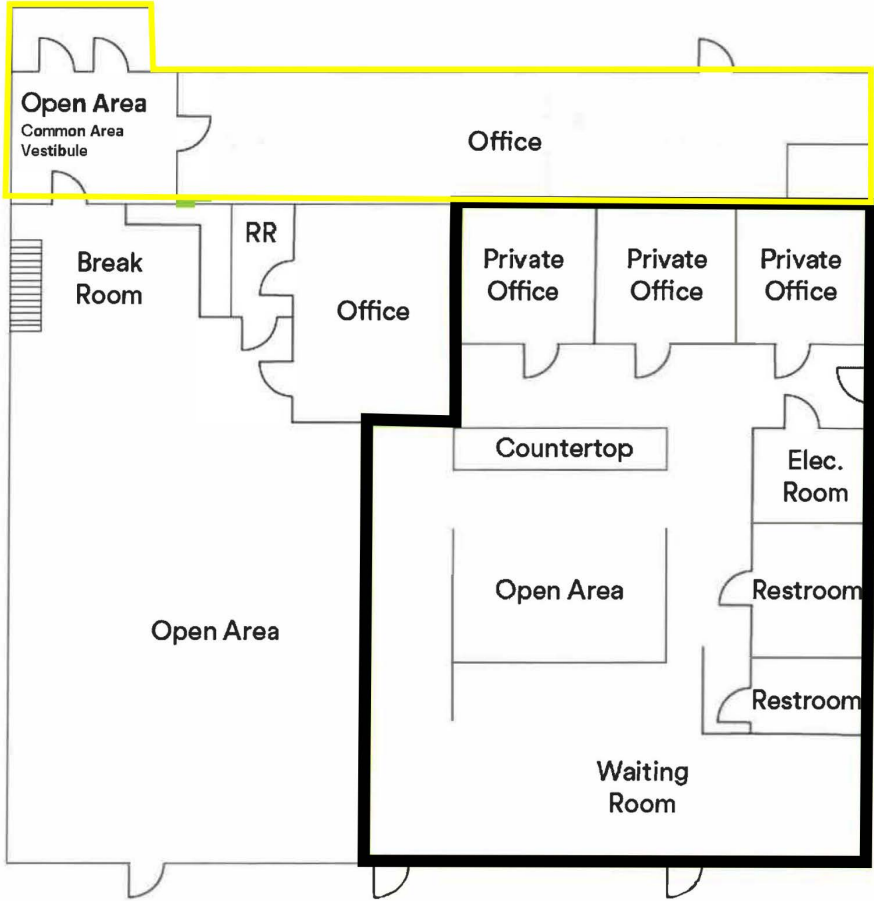 Open Area
Common Area
Vestibule
Office
RR
Break
Room
Office
Private
Office
Private
Office
Private
Office
Countertop
Elec.
Room
Open Area
Restroom
Open Area
Restroom
Waiting
Room